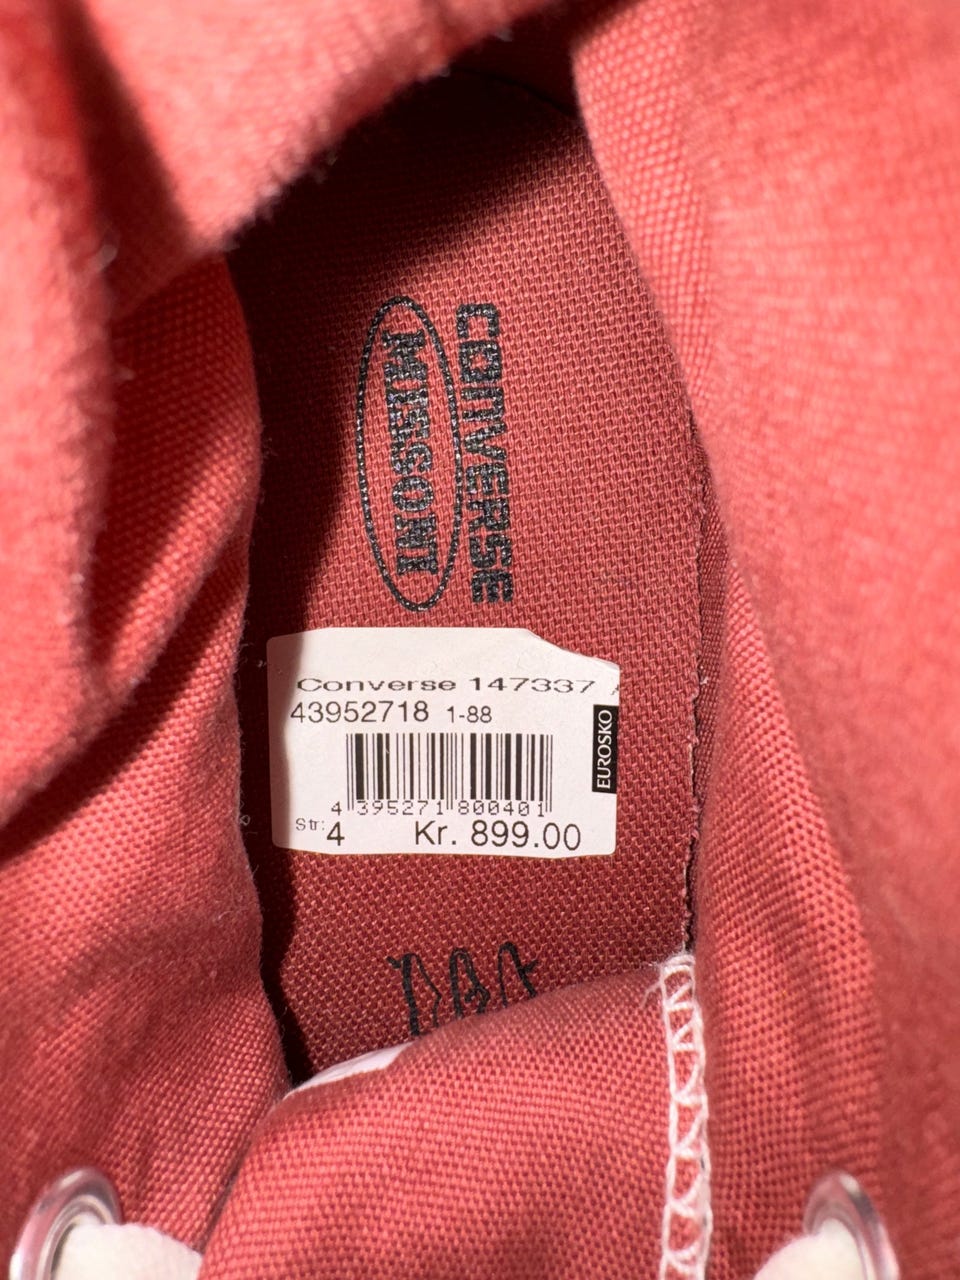 CONVERSE
MISSONI
Converse 147337
43952718 1-88
EUROSKO
4 395271 800401
Str: 4 Kr. 899.00